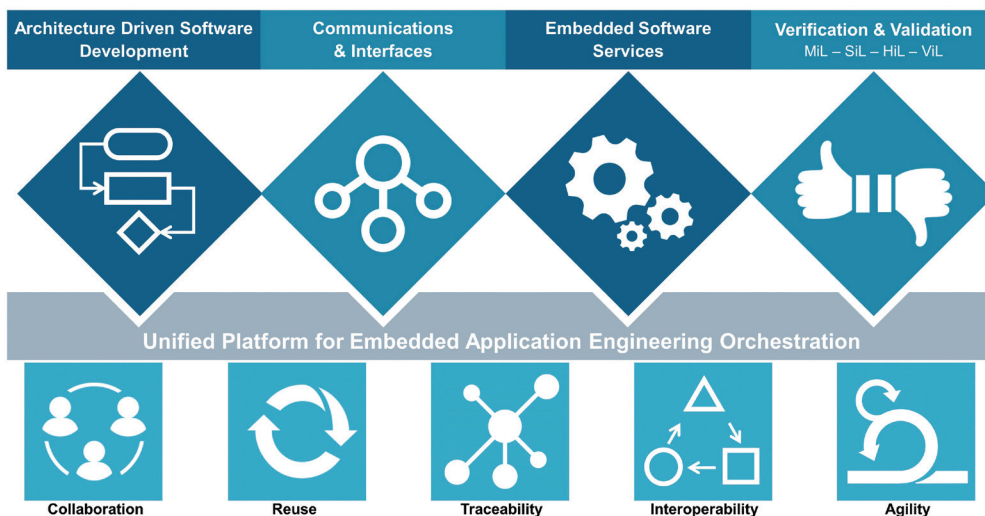 Architecture Driven Software
Development
Communications
& Interfaces
Embedded Software
Services
Verification & Validation
MiL – SiL – HiL – ViL
Unified Platform for Embedded Application Engineering Orchestration
Collaboration
Reuse
Traceability
Interoperability
Agility